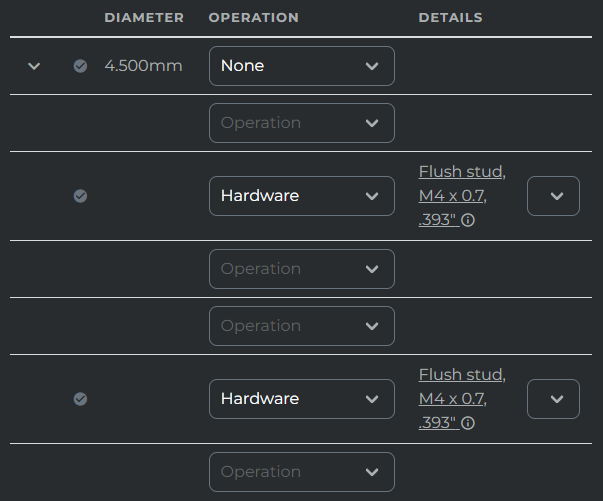 DIAMETER OPERATION DETAILS
4.500mm None
Operation
Hardware Flush stud,
M4 x 0.7,
.393"
Operation
Operation
Hardware Flush stud,
M4 x 0.7,
.393"
Operation